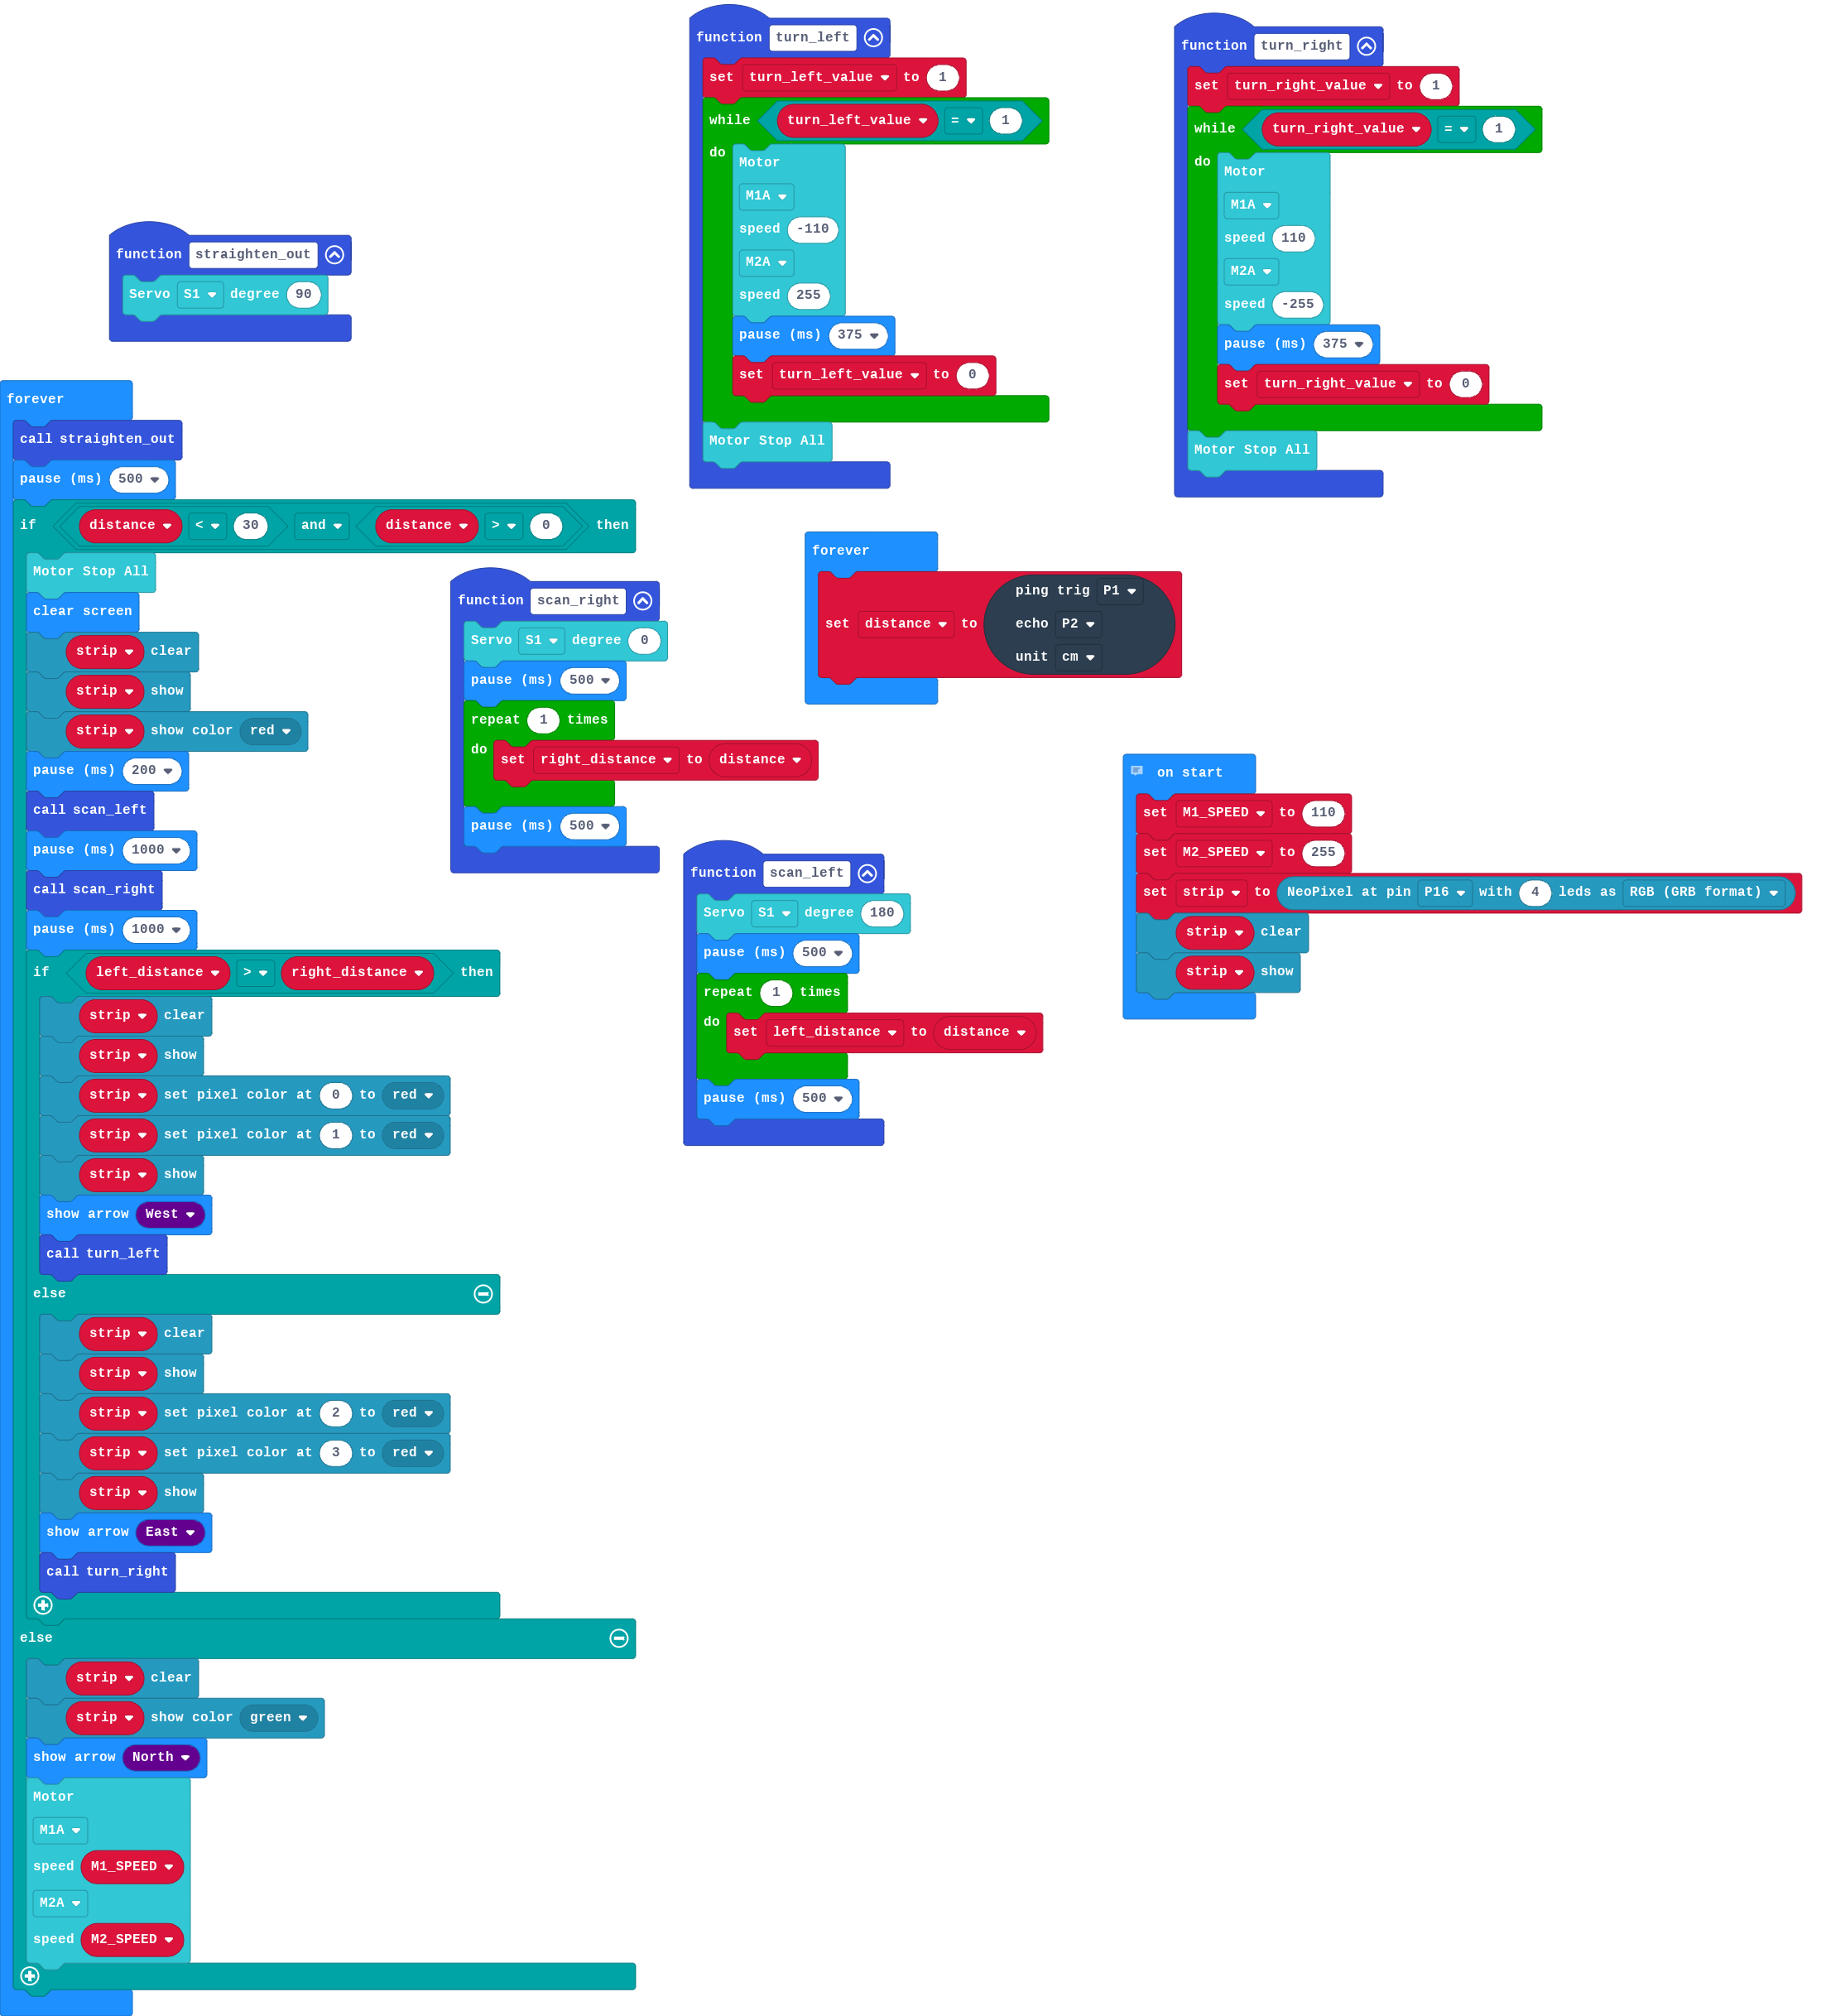 function turn_left
set turn_left_value to 1
while turn_left_value = 1
do
Motor
M1A
speed -110
M2A
speed 255
pause (ms) 375
set turn_left_value to 0
Motor Stop All
function turn_right
set turn_right_value to 1
while turn_right_value = 1
do
Motor
M1A
speed 110
M2A
speed -255
pause (ms) 375
set turn_right_value to 0
Motor Stop All
function straighten_out
Servo S1 degree 90
forever
call straighten_out
pause (ms) 500
if distance < 30 and distance > 0 then
Motor Stop All
clear screen
strip clear
strip show
strip show color red
pause (ms) 200
call scan_left
pause (ms) 1000
call scan_right
pause (ms) 1000
if left_distance > right_distance then
strip clear
strip show
strip set pixel color at 0 to red
strip set pixel color at 1 to red
strip show
show arrow West
call turn_left
else
strip clear
strip show
strip set pixel color at 2 to red
strip set pixel color at 3 to red
strip show
show arrow East
call turn_right
else
strip clear
strip show color green
show arrow North
Motor
M1A
speed M1_SPEED
M2A
speed M2_SPEED
function scan_right
Servo S1 degree 0
pause (ms) 500
repeat 1 times
do set right_distance to distance
pause (ms) 500
forever
set distance to ping trig P1
echo P2
unit cm
function scan_left
Servo S1 degree 180
pause (ms) 500
repeat 1 times
do set left_distance to distance
pause (ms) 500
on start
set M1_SPEED to 110
set M2_SPEED to 255
set strip to NeoPixel at pin P16 with 4 leds as RGB (GRB format)
strip clear
strip show